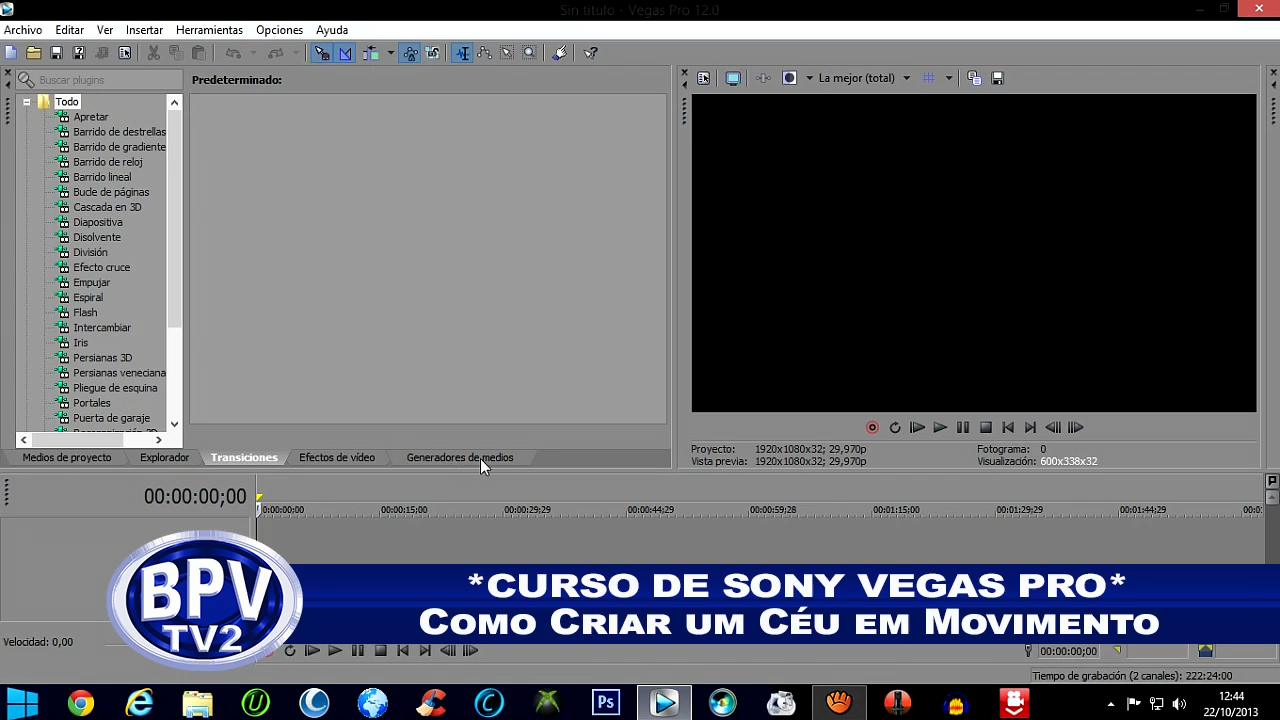 Sin titulo - Vegas Pro 12.0
Archivo Editar Ver Insertar Herramientas Opciones Ayuda
Buscar plugins
Predeterminado:
La mejor (total)
Todo
Apretar
Barrido de destrellas
Barrido de gradiente
Barrido de reloj
Barrido lineal
Bucle de páginas
Cascada en 3D
Diapositiva
Disolvente
División
Efecto cruce
Empujar
Espiral
Flash
Intercambiar
Iris
Persianas 3D
Persianas veneciana
Pliegue de esquina
Portales
Puerta de garaje
Medios de proyecto Explorador Transiciones Efectos de vídeo Generadores de medios
Proyecto: 1920x1080x32; 29,970p Fotograma: 0
Vista previa: 1920x1080x32; 29,970p Visualización: 600x338x32
00:00:00;00
0:00:00:00 00:00:15;00 00:00:29;29 00:00:44;29 00:00:59;28 00:01:15;00 00:01:29;29 00:01:44;29 00:0
BPV
TV2
*CURSO DE SONY VEGAS PRO*
Como Criar um Céu em Movimento
Velocidad: 0,00
00:00:00;00
Tiempo de grabación (2 canales): 222:24:00
Ps
12:44
22/10/2013